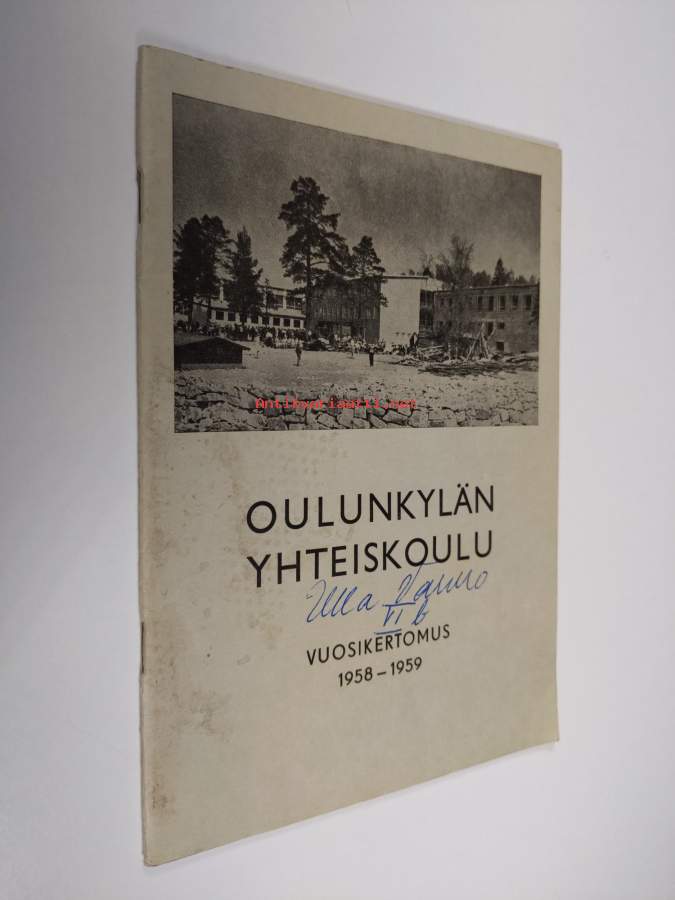 Antikvariaatti.net
OULUNKYLÄN
YHTEISKOULU
VI b
VUOSIKERTOMUS
1958 – 1959